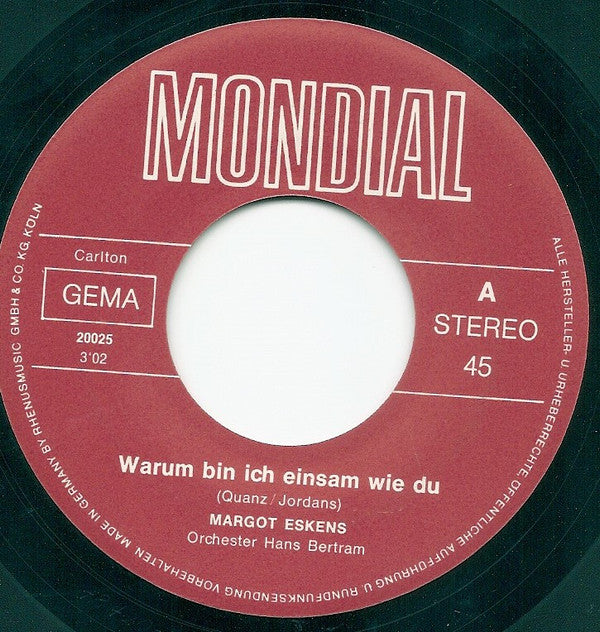 MONDIAL
Carlton
GEMA
20025
3'02
A
STEREO
45
Warum bin ich einsam wie du
(Quanz/Jordans)
MARGOT ESKENS
Orchester Hans Bertram
ALLE HERSTELLER- U. URHEBERRECHTE ÖFFENTLICHE AUFFÜHRUNG U. RUNDFUNKSENDUNG VORBEHALTEN MADE IN GERMANY BY RHENUSMUSIC GMBH & CO. KG, KÖLN